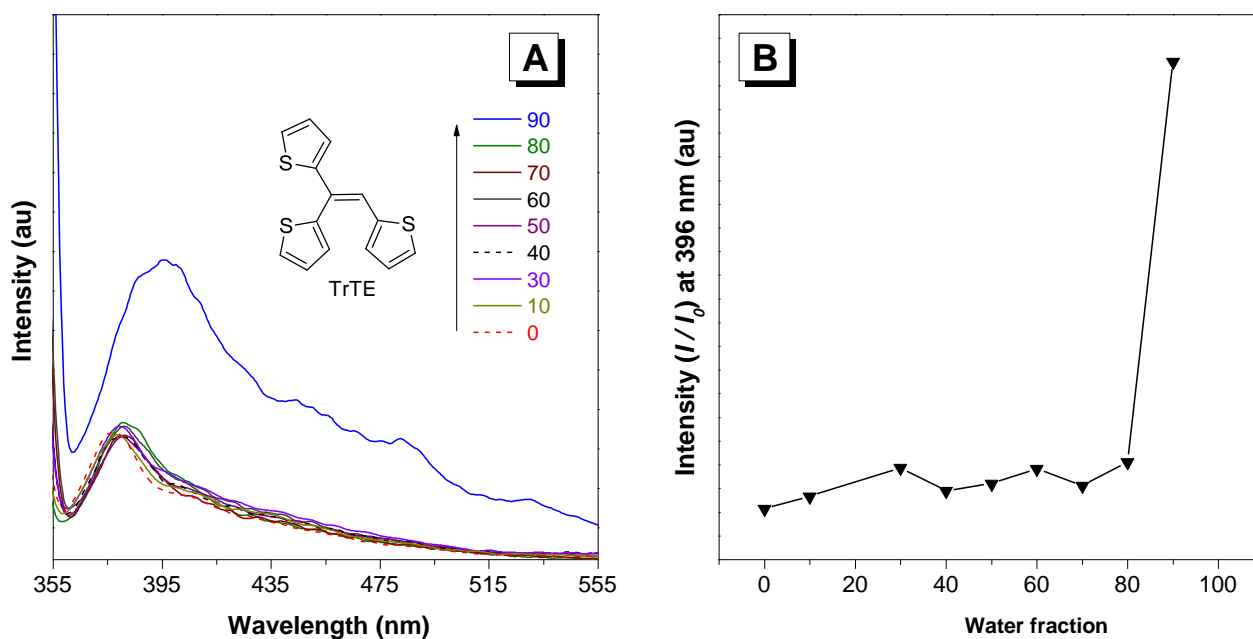 A
Intensity (au)
90
80
70
60
50
40
30
10
0
S
S
S
TrTE
355 395 435 475 515 555
Wavelength (nm)
B
Intensity (I / I0) at 396 nm (au)
0 20 40 60 80 100
Water fraction